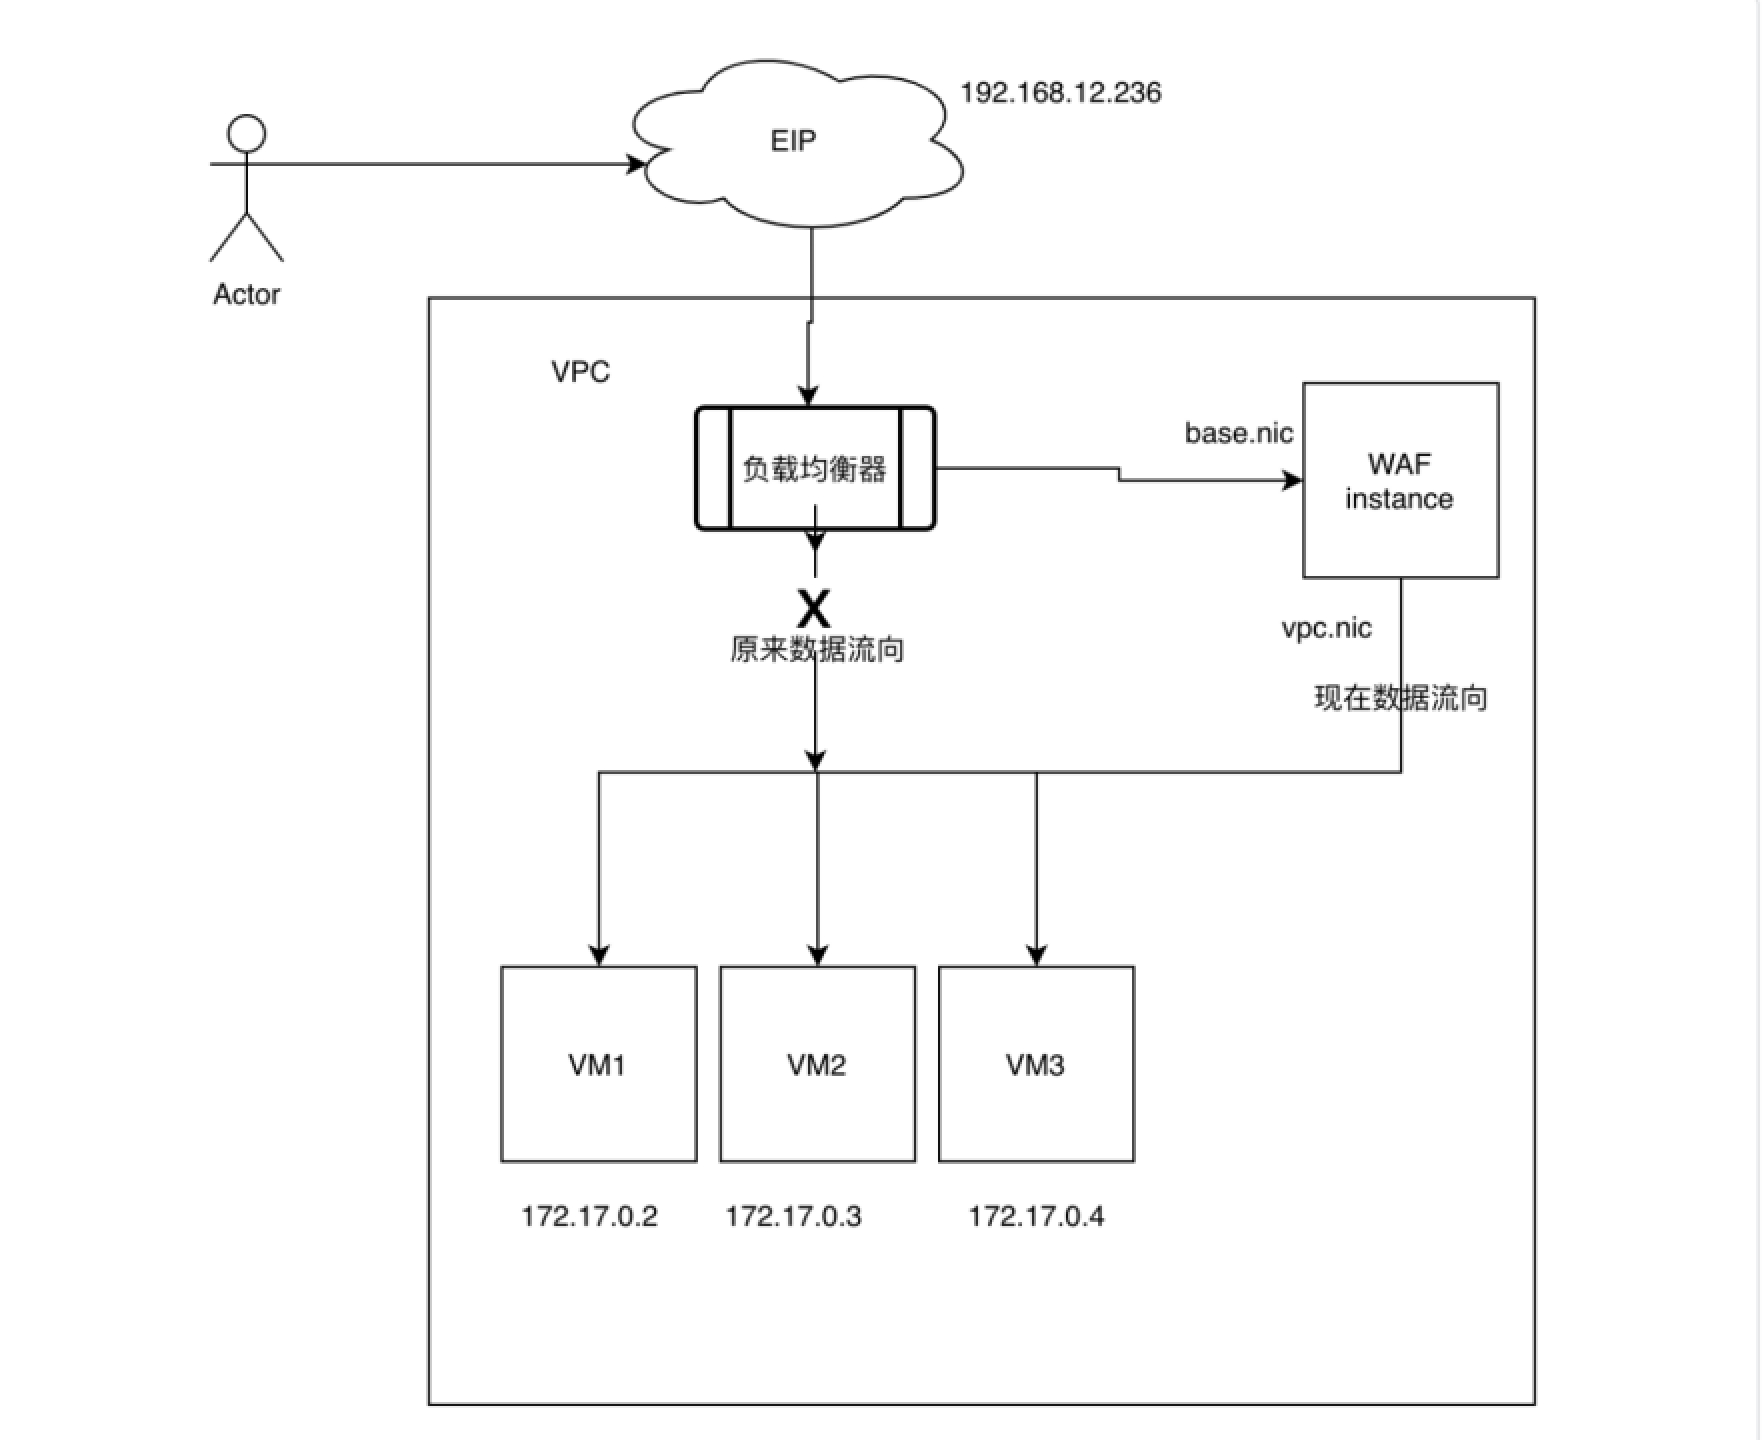 192.168.12.236
EIP
Actor
VPC
base.nic
WAF
instance
负载均衡器
X
原来数据流向
vpc.nic
现在数据流向
VM1
VM2
VM3
172.17.0.2
172.17.0.3
172.17.0.4